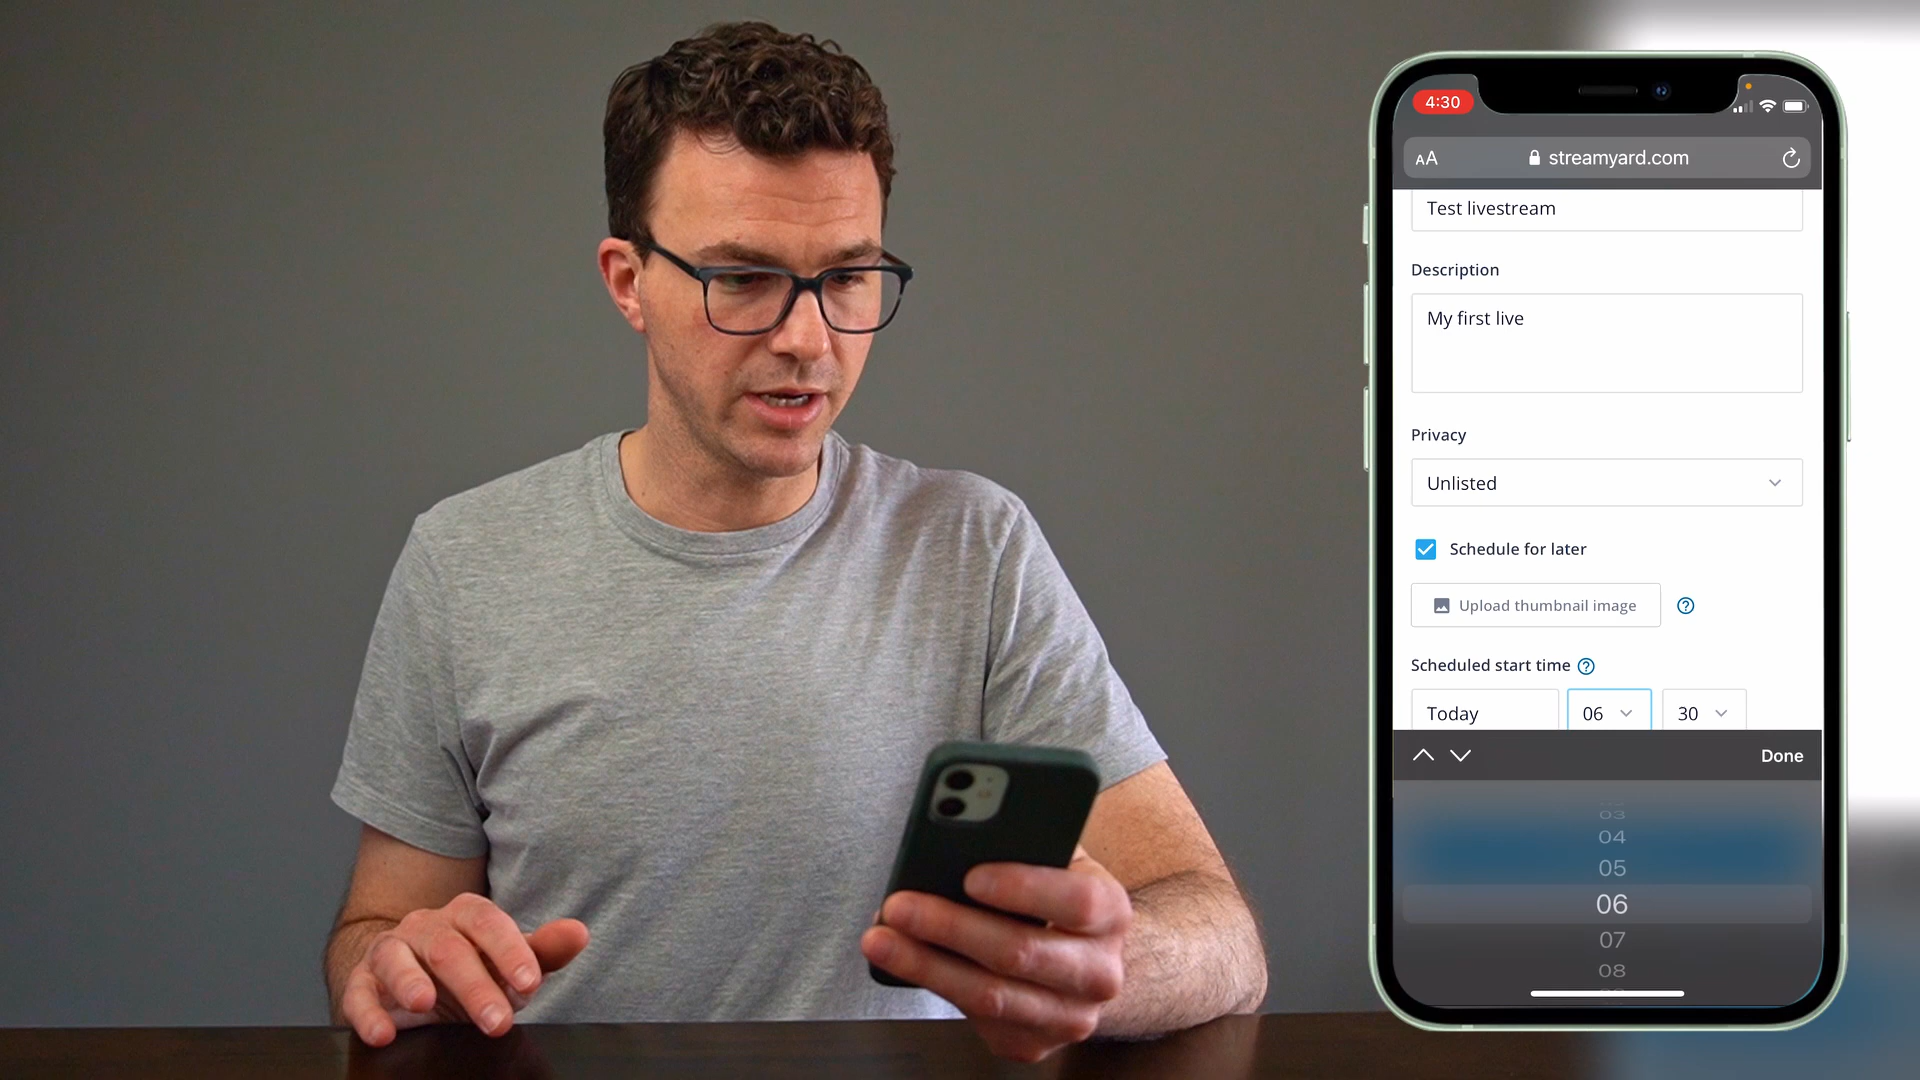 4:30
AA streamyard.com
Test livestream
Description
My first live
Privacy
Unlisted
Schedule for later
Upload thumbnail image ?
Scheduled start time ?
Today 06 30
Done
03
04
05
06
07
08